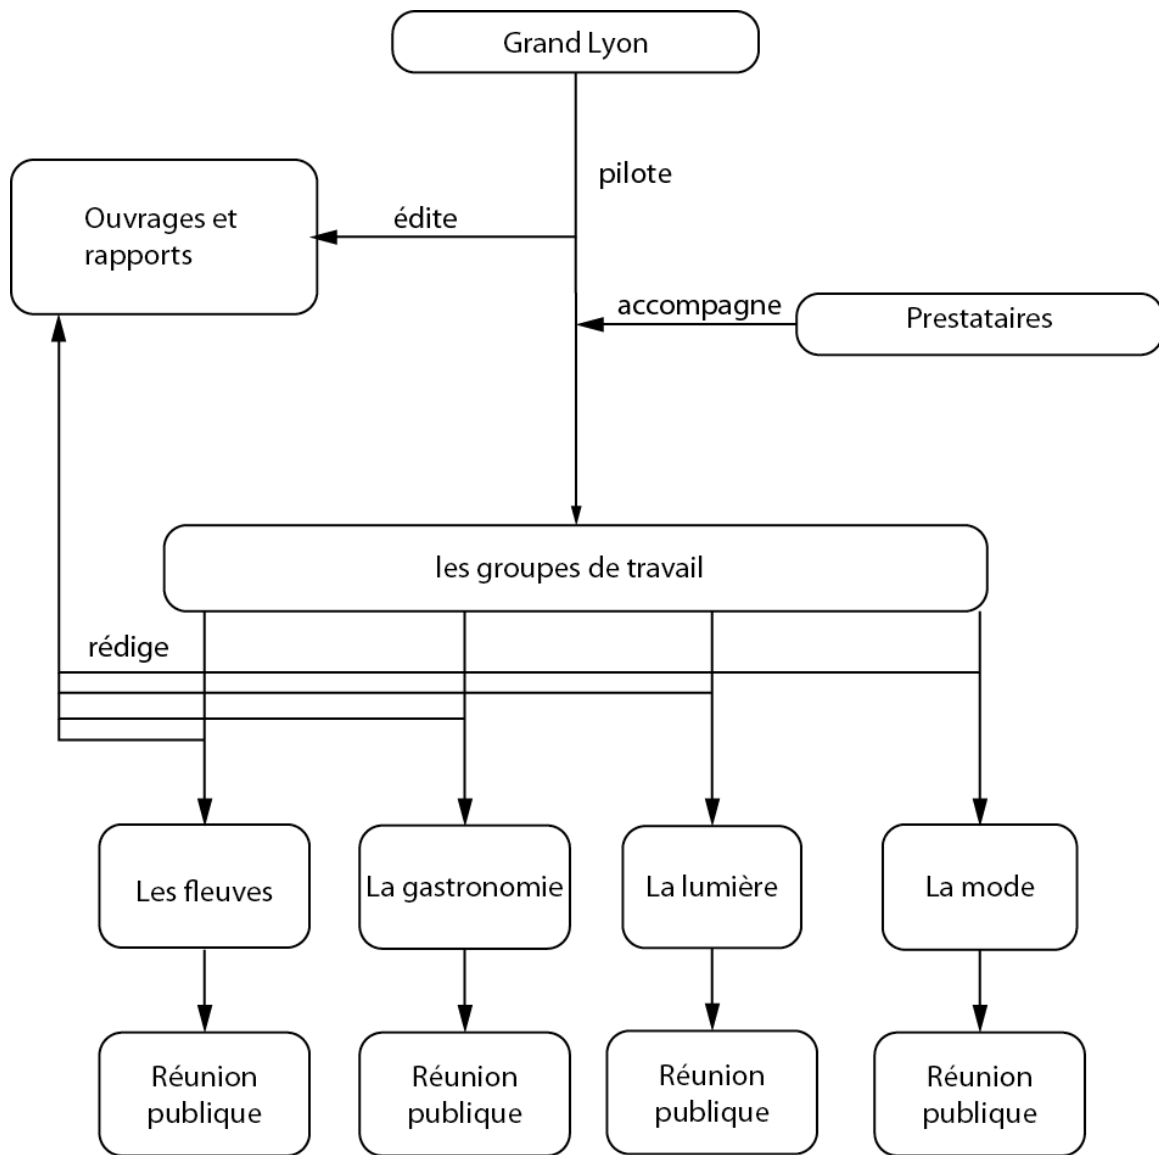 Grand Lyon
pilote
Ouvrages et
rapports
édite
accompagne
Prestataires
les groupes de travail
rédige
Les fleuves
La gastronomie
La lumière
La mode
Réunion
publique
Réunion
publique
Réunion
publique
Réunion
publique